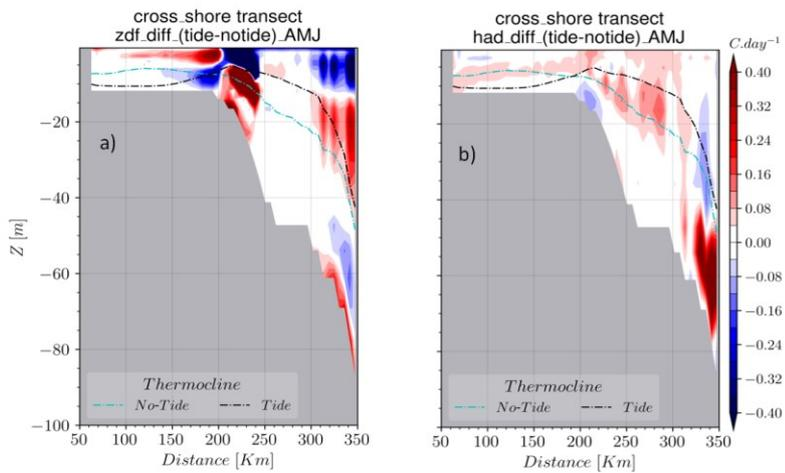 cross_shore transect
zdf_diff_(tide-notide)_AMJ
a)
Z [m]
−20
−40
−60
−80
−100
Thermocline
No-Tide
Tide
50 100 150 200 250 300 350
Distance [Km]
cross_shore transect
had_diff_(tide-notide)_AMJ
b)
Thermocline
No-Tide
Tide
50 100 150 200 250 300 350
Distance [Km]
C.day−1
0.40
0.32
0.24
0.16
0.08
0.00
−0.08
−0.16
−0.24
−0.32
−0.40